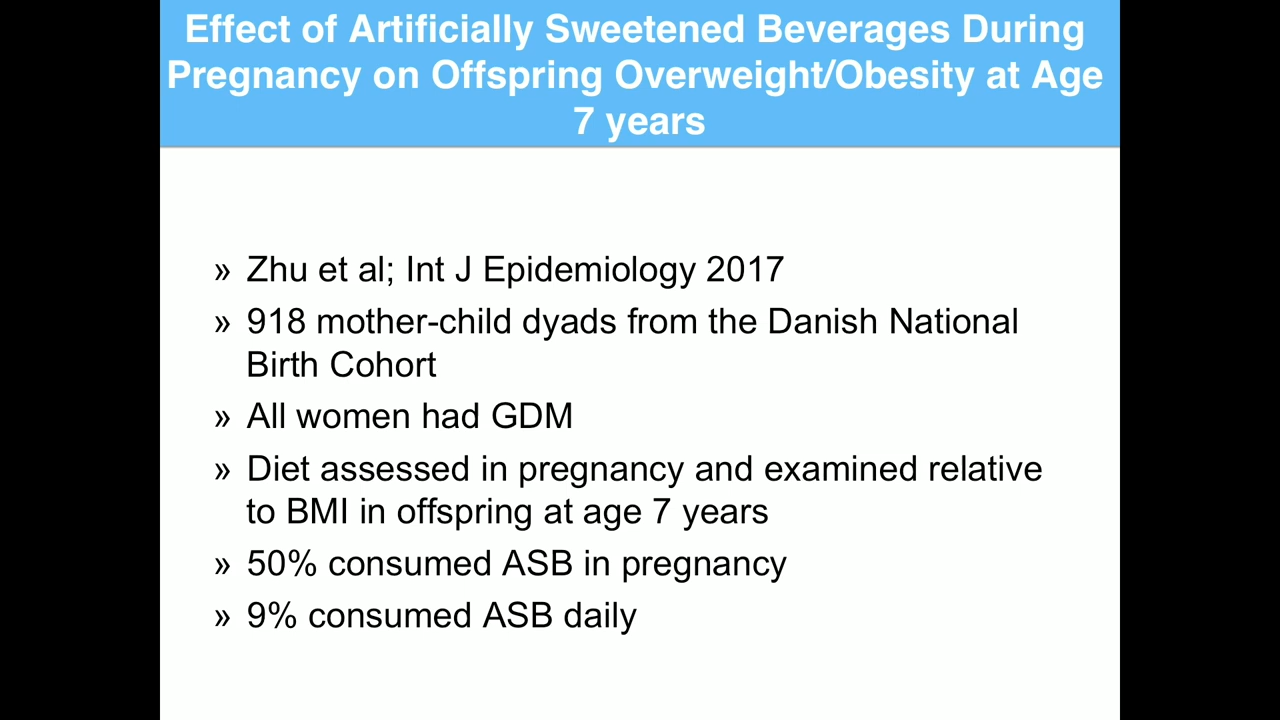 Effect of Artificially Sweetened Beverages During
Pregnancy on Offspring Overweight/Obesity at Age
7 years
» Zhu et al; Int J Epidemiology 2017
» 918 mother-child dyads from the Danish National
Birth Cohort
» All women had GDM
» Diet assessed in pregnancy and examined relative
to BMI in offspring at age 7 years
» 50% consumed ASB in pregnancy
» 9% consumed ASB daily